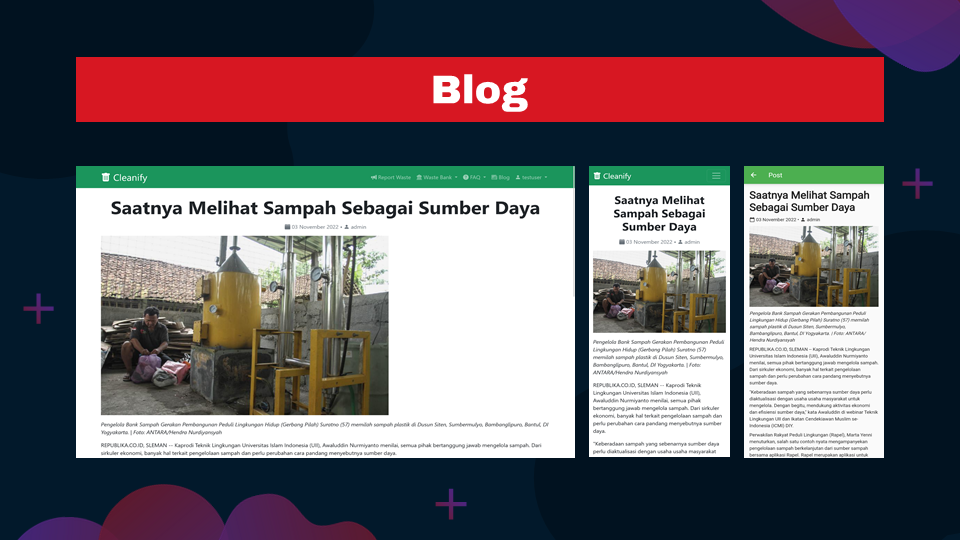 Blog
Cleanify
Report Waste
Waste Bank
FAQ
Blog
testuser
Saatnya Melihat Sampah Sebagai Sumber Daya
03 November 2022 • admin
Pengelola Bank Sampah Gerakan Pembangunan Peduli Lingkungan Hidup (Gerbang Pilah) Suratno (57) memilah sampah plastik di Dusun Siten, Sumbermulyo, Bambanglipuro, Bantul, DI
Yogyakarta. | Foto: ANTARA/Hendra Nurdiyansyah
REPUBLIKA.CO.ID, SLEMAN -- Kaprodi Teknik Lingkungan Universitas Islam Indonesia (UII), Awaluddin Nurmiyanto menilai, semua pihak bertanggung jawab mengelola sampah. Dari
sirkuler ekonomi, banyak hal terkait pengelolaan sampah dan perlu perubahan cara pandang menyebutnya sumber daya.
Cleanify
Saatnya Melihat
Sampah Sebagai
Sumber Daya
03 November 2022 • admin
Pengelola Bank Sampah Gerakan Pembangunan Peduli
Lingkungan Hidup (Gerbang Pilah) Suratno (57)
memilah sampah plastik di Dusun Siten, Sumbermulyo,
Bambanglipuro, Bantul, DI Yogyakarta. | Foto:
ANTARA/Hendra Nurdiyansyah
REPUBLIKA.CO.ID, SLEMAN -- Kaprodi Teknik
Lingkungan Universitas Islam Indonesia (UII),
Awaluddin Nurmiyanto menilai, semua pihak
bertanggung jawab mengelola sampah. Dari sirkuler
ekonomi, banyak hal terkait pengelolaan sampah dan
perlu perubahan cara pandang menyebutnya sumber
daya.
"Keberadaan sampah yang sebenarnya sumber daya
perlu diaktualisasi dengan usaha usaha masyarakat
Post
Saatnya Melihat Sampah
Sebagai Sumber Daya
03 November 2022 • admin
Pengelola Bank Sampah Gerakan Pembangunan Peduli
Lingkungan Hidup (Gerbang Pilah) Suratno (57) memilah
sampah plastik di Dusun Siten, Sumbermulyo,
Bambanglipuro, Bantul, DI Yogyakarta. | Foto: ANTARA/
Hendra Nurdiyansyah
REPUBLIKA.CO.ID, SLEMAN -- Kaprodi Teknik Lingkungan
Universitas Islam Indonesia (UII), Awaluddin Nurmiyanto
menilai, semua pihak bertanggung jawab mengelola sampah.
Dari sirkuler ekonomi, banyak hal terkait pengelolaan
sampah dan perlu perubahan cara pandang menyebutnya
sumber daya.
"Keberadaan sampah yang sebenarnya sumber daya perlu
diaktualisasi dengan usaha usaha masyarakat untuk
mengelola. Dengan begitu, mendukung aktivitas ekonomi
dan efisiensi sumber daya," kata Awaluddin di webinar Teknik
Lingkungan UII dan Ikatan Cendekiawan Muslim se-
Indonesia (ICMI) DIY.
Perwakilan Rakyat Peduli Lingkungan (Rapel), Marta Yenni
menuturkan, salah satu contoh nyata mengampanyekan
pengelolaan sampah berkelanjutan dari sumber sampah
bersama aplikasi Rapel. Rapel merupakan aplikasi untuk